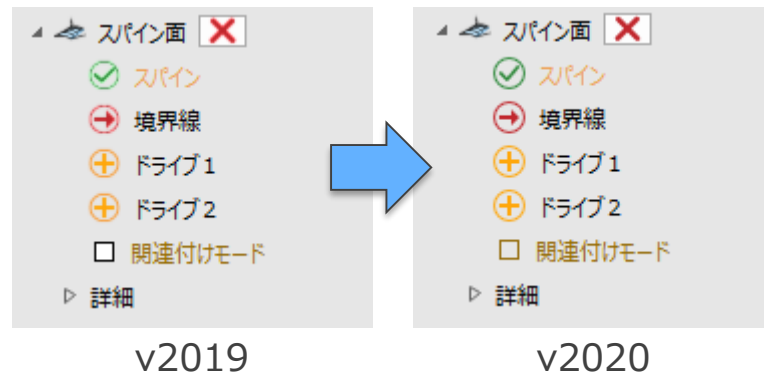 スパイン面
スパイン
境界線
ドライブ1
ドライブ2
関連付けモード
詳細
v2019
スパイン面
スパイン
境界線
ドライブ1
ドライブ2
関連付けモード
詳細
v2020